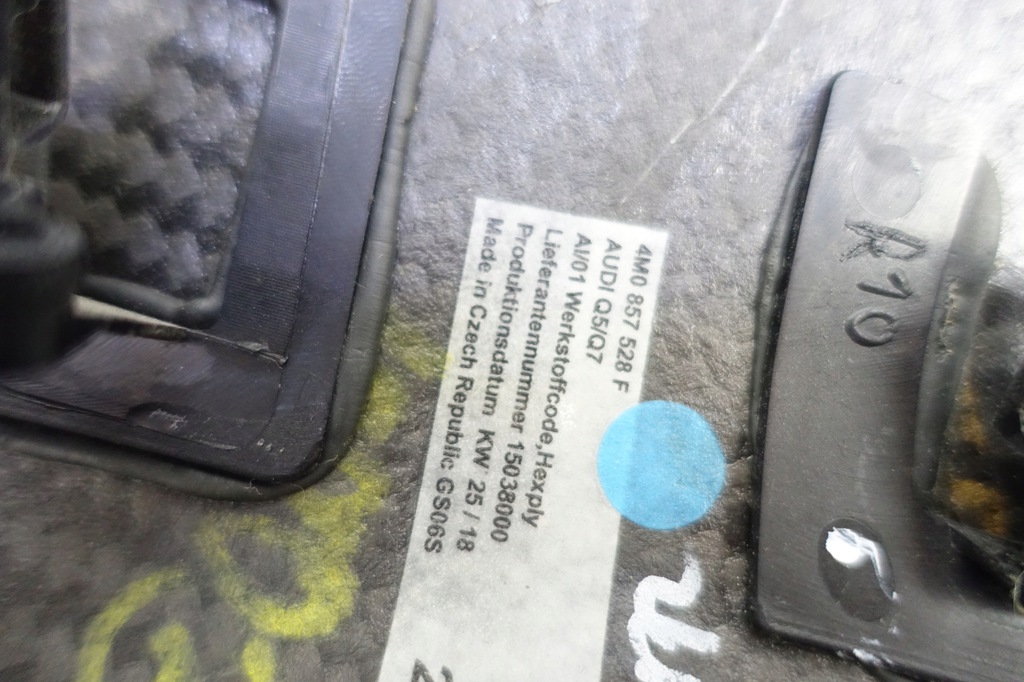 4M0 857 528 F
AUDI Q5/Q7
AI/01 Werkstoffcode,Hexply
Lieferantennummer 15038000
Produktionsdatum KW 25 / 18
Made in Czech Republic GS06S
2
R10